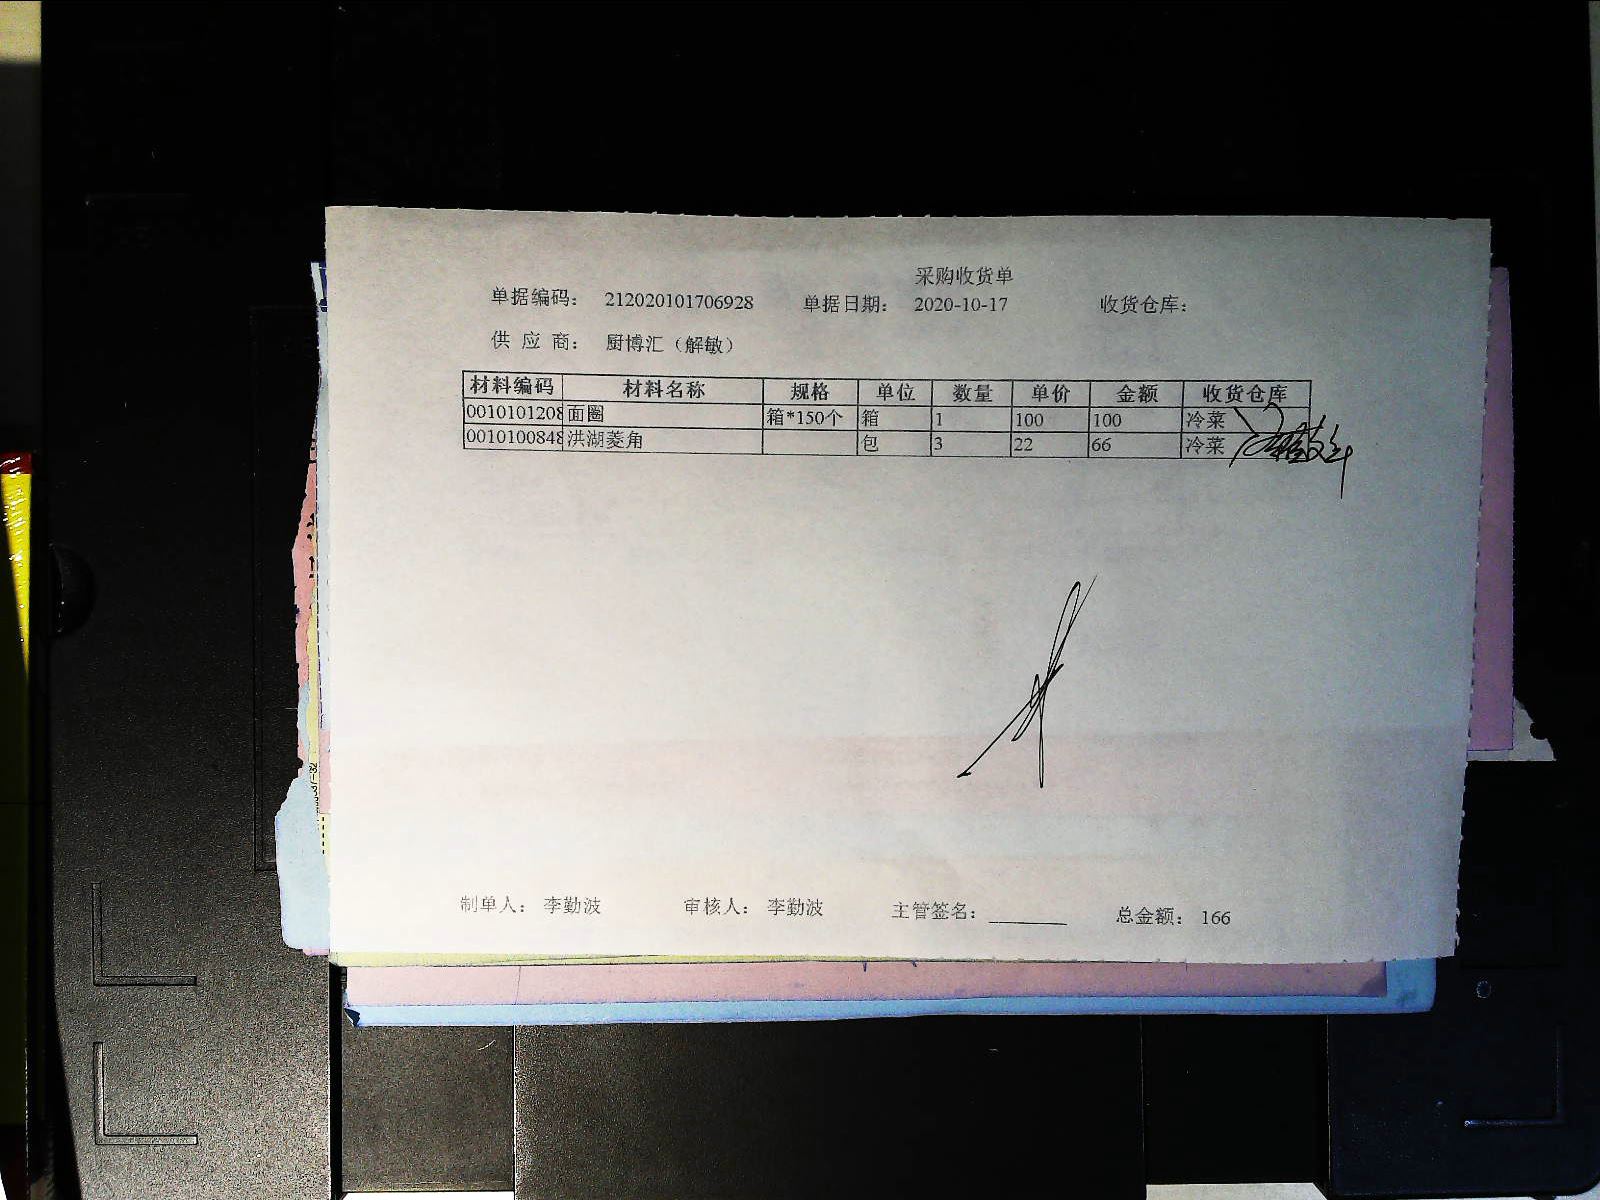 采购收货单
单据编码： 212020101706928 单据日期： 2020-10-17 收货仓库：
供 应 商： 厨博汇（解敏）
材料编码 材料名称 规格 单位 数量 单价 金额 收货仓库
0010101208 面圈 箱*150个 箱 1 100 100 冷菜
0010100848 洪湖菱角 包 3 22 66 冷菜
制单人： 李勤波 审核人： 李勤波 主管签名： 总金额： 166